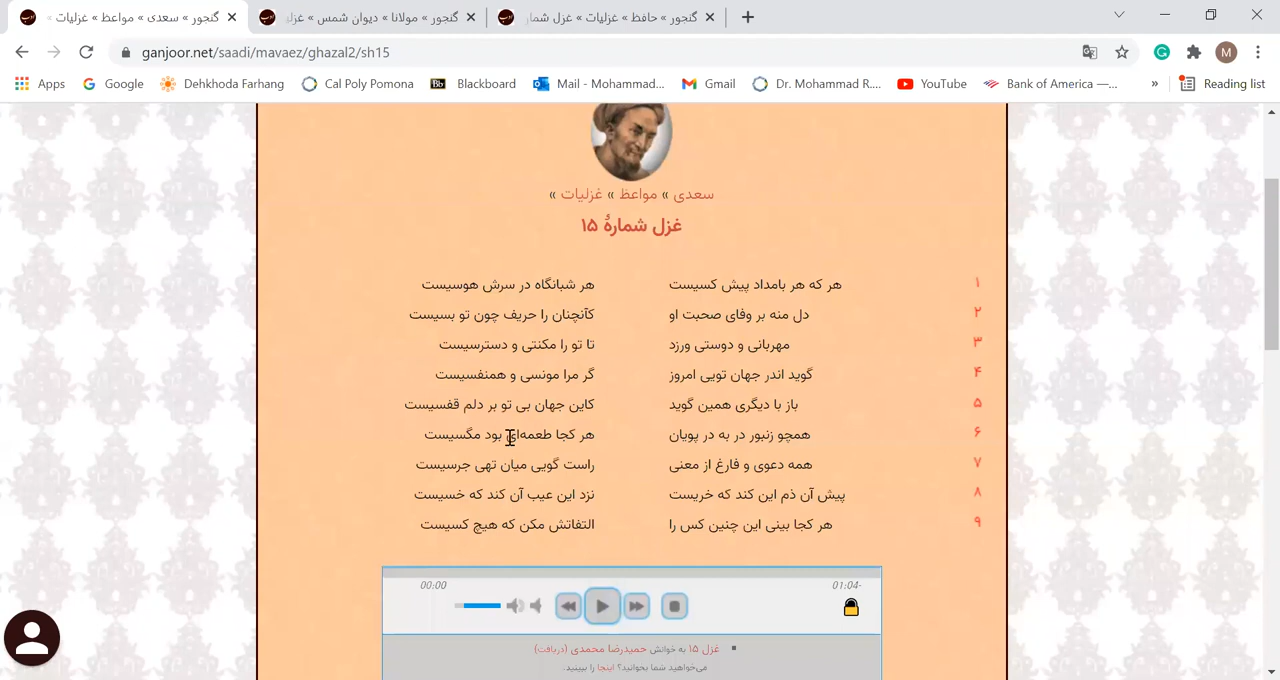 گنجور » سعدی » مواعظ » غزلیات »
گنجور » مولانا » دیوان شمس » غزلی
گنجور » حافظ » غزلیات » غزل شمار
ganjoor.net/saadi/mavaez/ghazal2/sh15
M
Apps
Google
Dehkhoda Farhang
Cal Poly Pomona
Bb
Blackboard
Mail - Mohammad...
Gmail
Dr. Mohammad R....
YouTube
Bank of America —...
»
Reading list
سعدی » مواعظ » غزلیات »
غزل شمارهٔ ۱۵
۱ هر که هر بامداد پیش کسیست هر شبانگاه در سرش هوسیست
۲ دل منه بر وفای صحبت او کآنچنان را حریف چون تو بسیست
۳ مهربانی و دوستی ورزد تا تو را مکنتی و دسترسیست
۴ گوید اندر جهان تویی امروز گر مرا مونسی و همنفسیست
۵ باز با دیگری همین گوید کاین جهان بی تو بر دلم قفسیست
۶ همچو زنبور در به در پویان هر کجا طعمه‌ای بود مگسیست
۷ همه دعوی و فارغ از معنی راست گویی میان تهی جرسیست
۸ پیش آن ذم این کند که خریست نزد این عیب آن کند که خسیست
۹ هر کجا بینی این چنین کس را التفاتش مکن که هیچ کسیست
00:00
01:04-
غزل ۱۵ به خوانش حمیدرضا محمدی (دریافت)
می‌خواهید شما بخوانید؟ اینجا را ببینید.